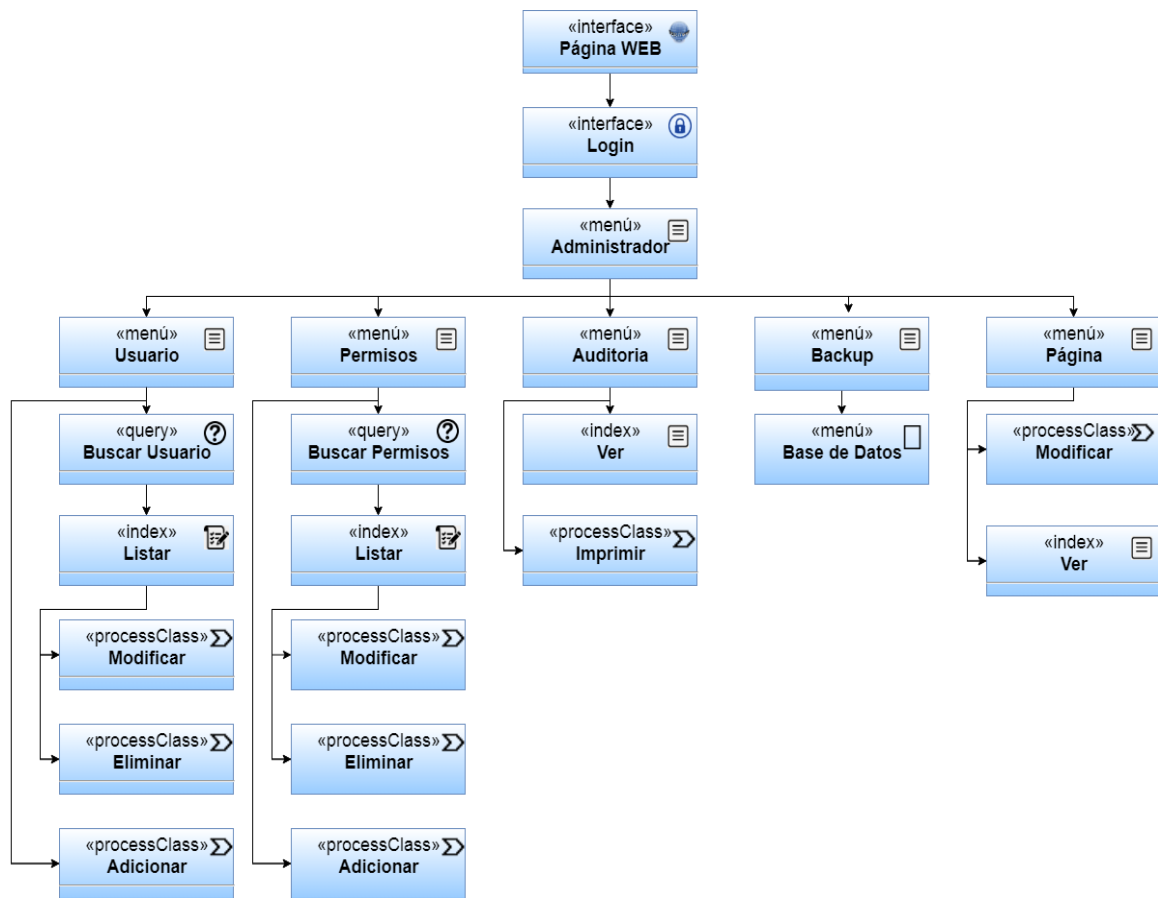 «interface»
Página WEB
«interface»
Login
«menú»
Administrador
«menú»
Usuario
«menú»
Permisos
«menú»
Auditoria
«menú»
Backup
«menú»
Página
«query»
Buscar Usuario
«query»
Buscar Permisos
«index»
Ver
«menú»
Base de Datos
«processClass»
Modificar
«index»
Listar
«index»
Listar
«processClass»
Imprimir
«index»
Ver
«processClass»
Modificar
«processClass»
Modificar
«processClass»
Eliminar
«processClass»
Eliminar
«processClass»
Adicionar
«processClass»
Adicionar